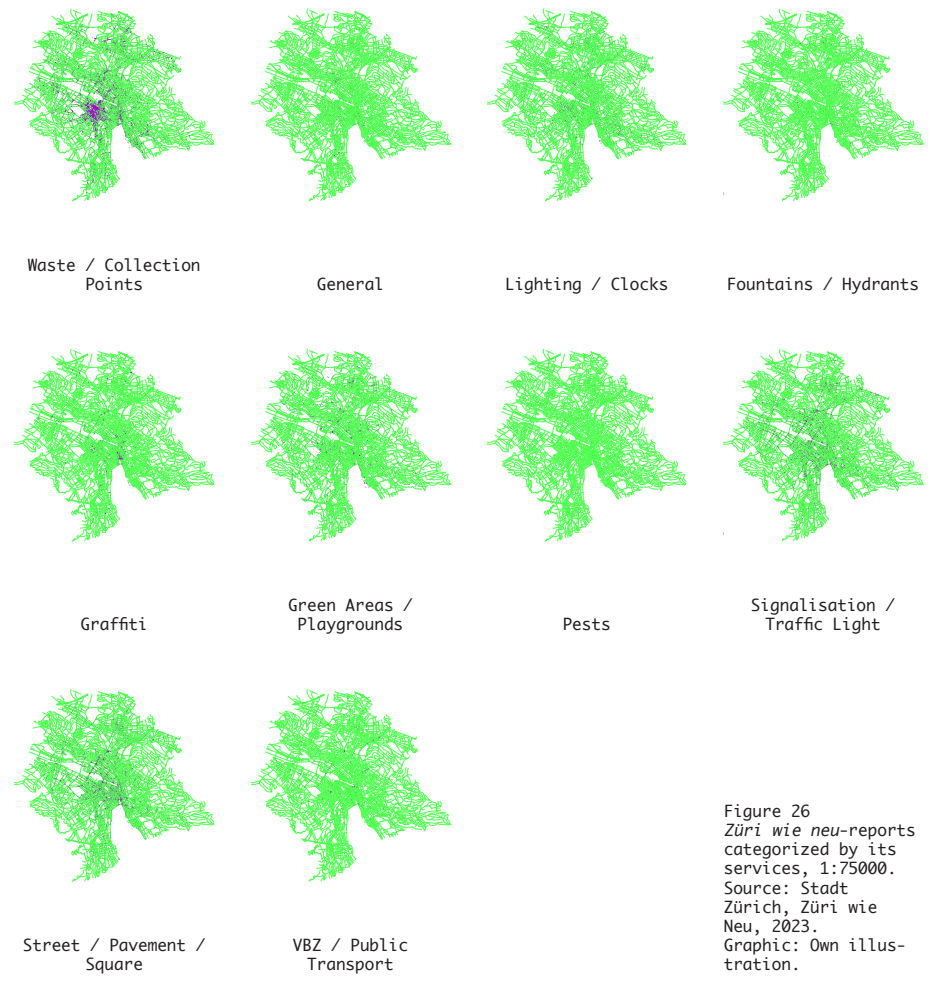 Waste / Collection
Points
General
Lighting / Clocks
Fountains / Hydrants
Graffiti
Green Areas /
Playgrounds
Pests
Signalisation /
Traffic Light
Street / Pavement /
Square
VBZ / Public
Transport
Figure 26
Züri wie neu-reports
categorized by its
services, 1:75000.
Source: Stadt
Zürich, Züri wie
Neu, 2023.
Graphic: Own illus-
tration.